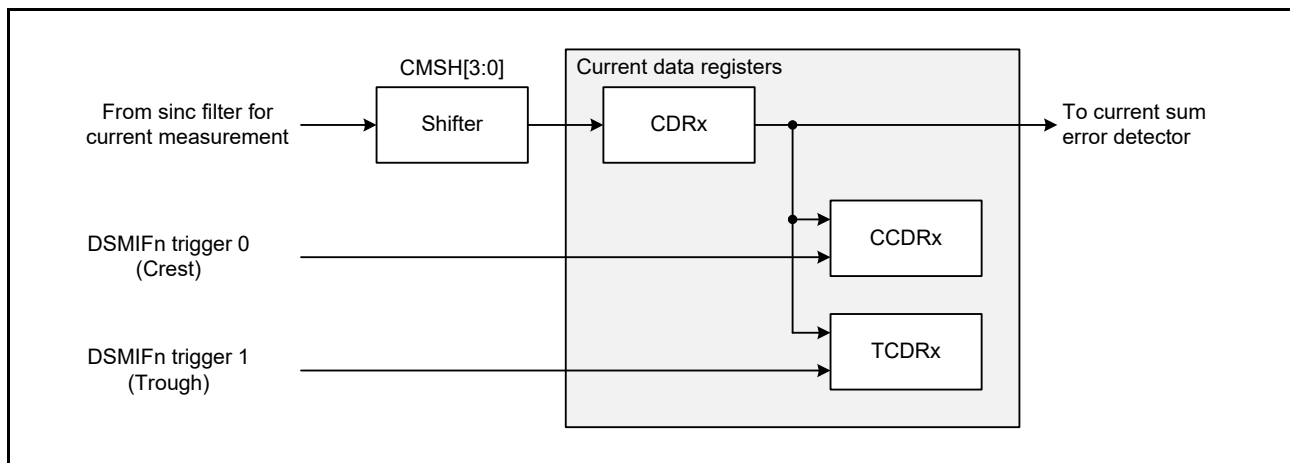 CMSH[3:0]
Current data registers
From sinc filter for
current measurement
Shifter
CDRx
To current sum
error detector
DSMIFn trigger 0
(Crest)
CCDRx
DSMIFn trigger 1
(Trough)
TCDRx